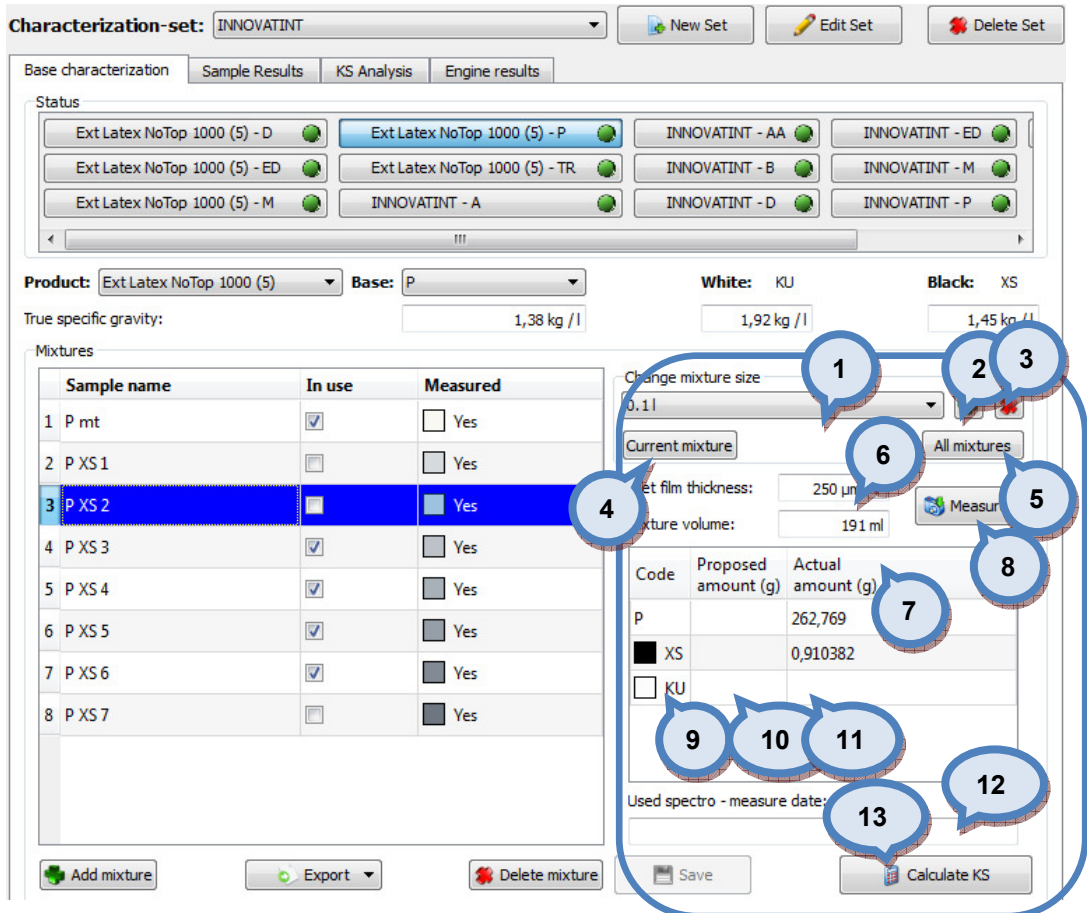 Characterization-set: INNOVATINT New Set Edit Set Delete Set
Base characterization Sample Results KS Analysis Engine results
Status
Ext Latex NoTop 1000 (5) - D Ext Latex NoTop 1000 (5) - P INNOVATINT - AA INNOVATINT - ED
Ext Latex NoTop 1000 (5) - ED Ext Latex NoTop 1000 (5) - TR INNOVATINT - B INNOVATINT - M
Ext Latex NoTop 1000 (5) - M INNOVATINT - A INNOVATINT - D INNOVATINT - P
Product: Ext Latex NoTop 1000 (5) Base: P White: KU Black: XS
True specific gravity: 1,38 kg / l 1,92 kg / l 1,45 kg / l
Mixtures
Sample name In use Measured
1 P mt Yes
2 P XS 1 Yes
3 P XS 2 Yes
4 P XS 3 Yes
5 P XS 4 Yes
6 P XS 5 Yes
7 P XS 6 Yes
8 P XS 7 Yes
Change mixture size
1 2 3
0.1 l
Current mixture All mixtures
6
4 film thickness: 250 µm 5
Measur
volume: 191 ml
8
Code Proposed amount (g) Actual amount (g)
7
P 262,769
XS 0,910382
KU
9 10 11
12
Used spectro - measure date:
13
Add mixture Export Delete mixture Save Calculate KS